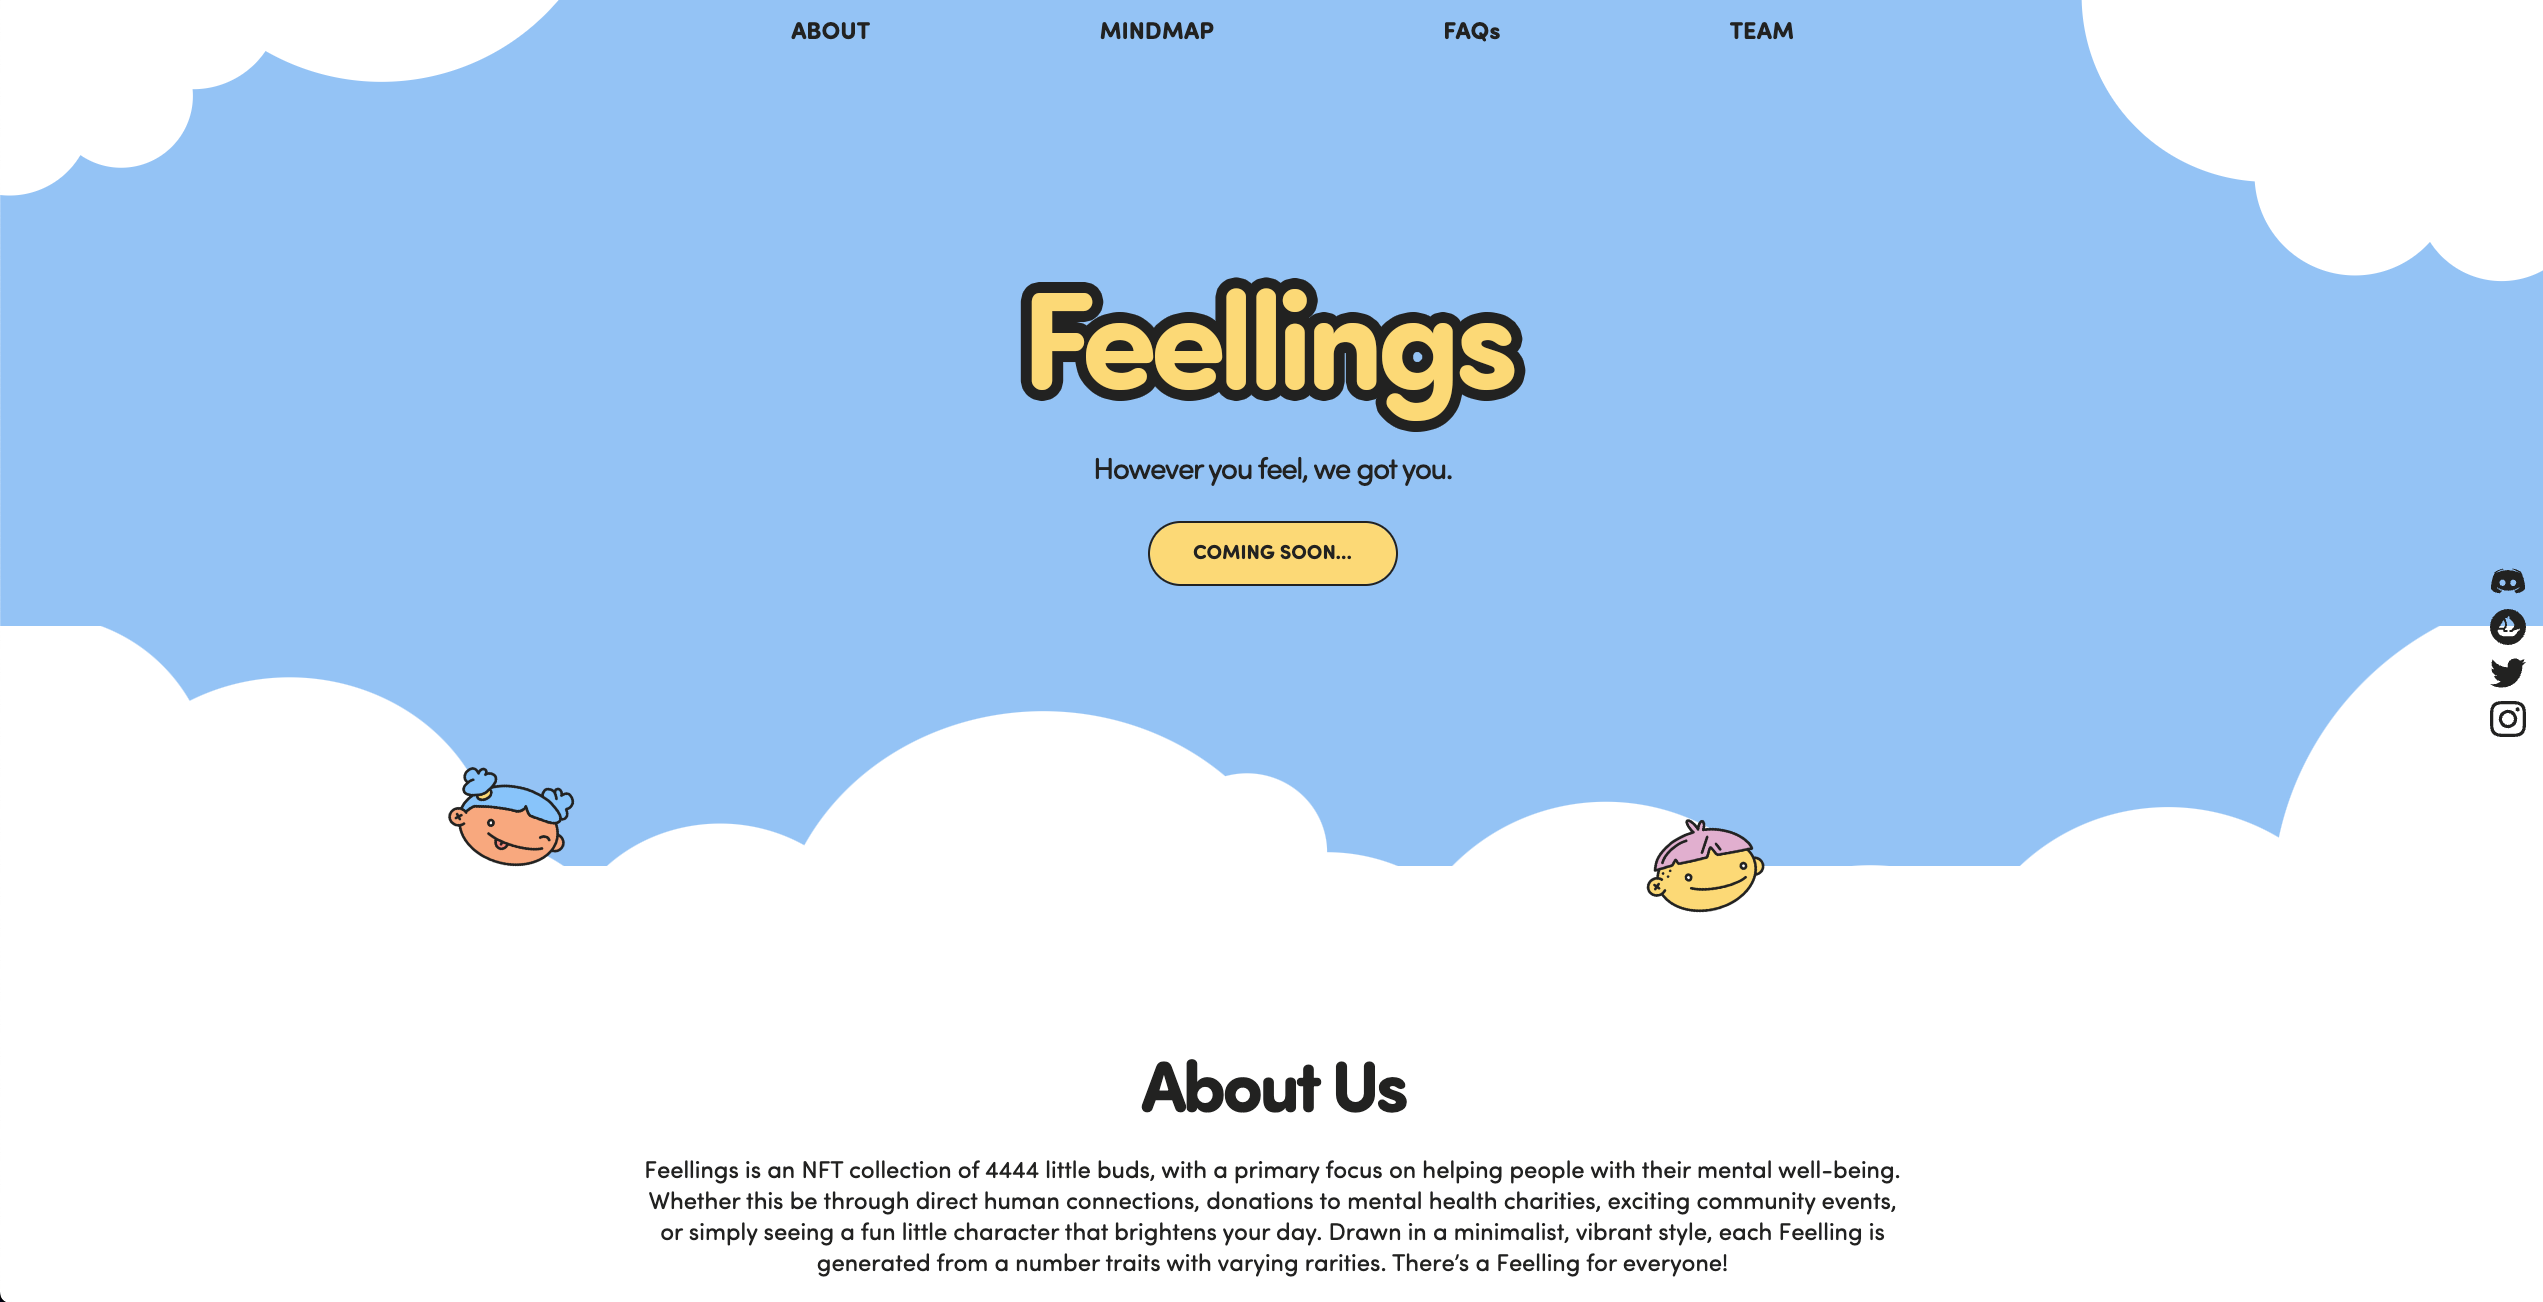 ABOUT MINDMAP FAQs TEAM
Feellings
However you feel, we got you.
COMING SOON...
About Us
Feellings is an NFT collection of 4444 little buds, with a primary focus on helping people with their mental well-being.
Whether this be through direct human connections, donations to mental health charities, exciting community events,
or simply seeing a fun little character that brightens your day. Drawn in a minimalist, vibrant style, each Feelling is
generated from a number traits with varying rarities. There’s a Feelling for everyone!